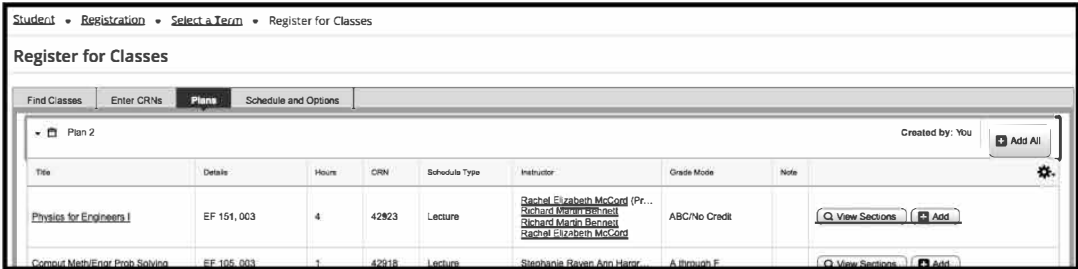 Student • Registration • Select a Term • Register for Classes
Register for Classes
Find Classes Enter CRNs Plans Schedule and Options
Plan 2 Created by: You Add All
Title Details Hours CRN Schedule Type Instructor Grade Mode Note
Physics for Engineers I EF 151, 003 4 42923 Lecture Rachel Elizabeth McCord (Pr... ABC/No Credit View Sections Add
Richard Martin Bennett
Richard Martin Bennett
Rachel Elizabeth McCord
Comput Meth/Engr Prob Solving EF 105, 003 1 42918 Lecture Stephanie Raven Ann Hargr... A through F View Sections Add